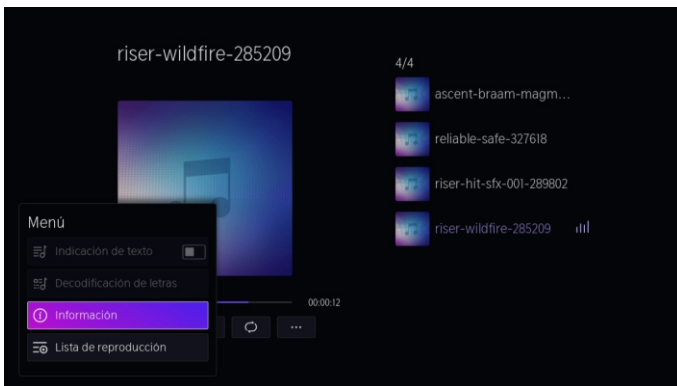 riser-wildfire-285209
4/4
ascent-braam-magm...
reliable-safe-327618
riser-hit-sfx-001-289802
riser-wildfire-285209
Menú
Indicación de texto
Decodificación de letras
Información
Lista de reproducción
00:00:12